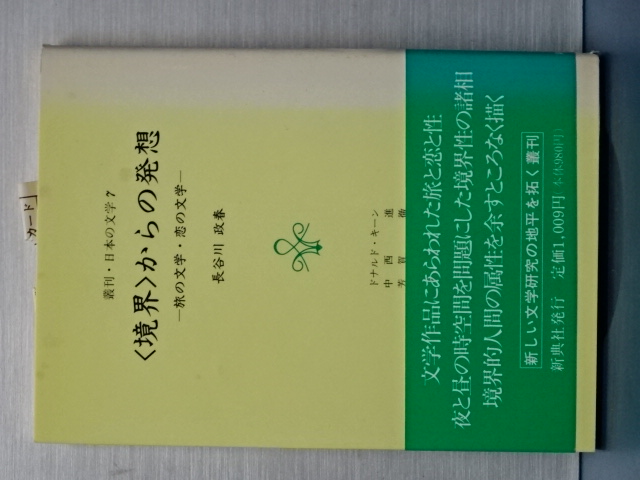 叢刊・日本の文学7
〈境界〉からの発想
―旅の文学・恋の文学―
長谷川 政春
ドナルド・キーン
中西 進
芳賀 徹
文学作品にあらわれた旅と恋と性
夜と昼の時空間を問題にした境界性の諸相
境界的人間の属性を余すところなく描く
新しい文学研究の地平を拓く叢刊
新典社発行 定価1,009円(本体980円)
カード